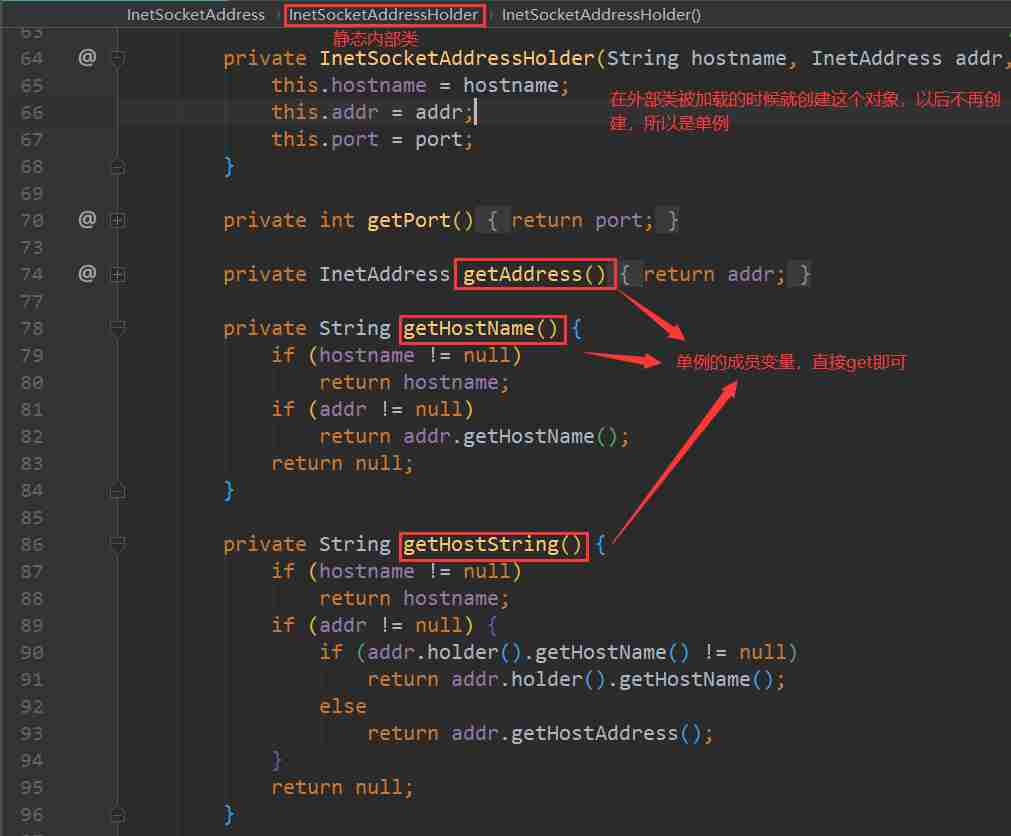 InetSocketAddress › InetSocketAddressHolder › InetSocketAddressHolder()
静态内部类
63
64 @ private InetSocketAddressHolder(String hostname, InetAddress addr,
65 this.hostname = hostname;
在外部类被加载的时候就创建这个对象，以后不再创
66 this.addr = addr;
建，所以是单例
67 this.port = port;
68 }
69
70 @ private int getPort() { return port; }
73
74 @ private InetAddress getAddress() { return addr; }
77
78 private String getHostName() {
79 if (hostname != null)
单例的成员变量，直接get即可
80 return hostname;
81 if (addr != null)
82 return addr.getHostName();
83 return null;
84 }
85
86 private String getHostString() {
87 if (hostname != null)
88 return hostname;
89 if (addr != null) {
90 if (addr.holder().getHostName() != null)
91 return addr.holder().getHostName();
92 else
93 return addr.getHostAddress();
94 }
95 return null;
96 }